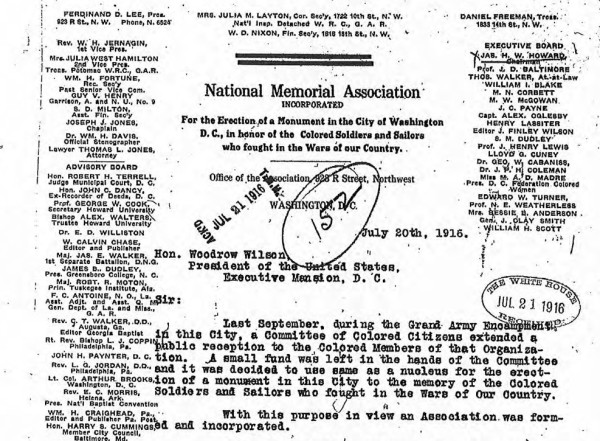 FERDINAND D. LEE, Pres.
923 R St., N. W. Phone, N. 6524
MRS. JULIA M. LAYTON, Cor. Sec'y, 1722 10th St., N. W.
Nat'l Insp. Detached W. R. C., G. A. R.
W. D. NIXON, Fin. Sec'y, 1816 16th St., N. W.
DANIEL FREEMAN, Treas.
1833 14th St., N. W.
Rev. W. H. JERNAGIN,
1st Vice Pres.
Mrs. JULIA WEST HAMILTON
2nd Vice Pres.
Treas. Potomac W.R.C., G.A.R.
WM. H. FORTUNE,
Rec. Sec'y
Past Senior Vice Com.
GUY V. HENRY
Garrison, A. and N. U., No. 9
S. D. MILTON,
Asst. Fin. Sec'y
JOSEPH J. JONES,
Chaplain
Dr. WM. H. DAVIS,
Official Stenographer
Lawyer THOMAS L. JONES,
Attorney
ADVISORY BOARD
Hon. ROBERT H. TERRELL,
Judge Municipal Court, D. C.
Hon. JOHN C. DANCY,
Ex-Recorder of Deeds, D. C.
Prof. GEORGE W. COOK,
Secretary Howard University
Bishop ALEX. WALTERS,
Trustee Howard University
Dr. E. D. WILLISTON
W. CALVIN CHASE,
Editor and Publisher
Maj. JAS. E. WALKER,
1st Separate Battalion, D.N.G.
JAMES B. DUDLEY,
Pres. Greensboro College, N. C.
Maj. ROBT. R. MOTON,
Prin. Tuskegee Institute, Ala.
F. C. ANTOINE, N. O., La.
Asst. Adjt. and Asst. Q. M.
Gen. Dept. of La. and Miss.,
G. A. R.
Rev. C. T. WALKER, D.D.,
Augusta, Ga.
Editor Georgia Baptist
Rt. Rev. Bishop L. J. COPPIN,
Philadelphia, Pa.
JOHN H. PAYNTER, D. C.
Rev. L. G. JORDAN, D.D.,
Philadelphia, Pa.
Lt. Col. ARTHUR BROOKS,
Washington, D. C.
Rev. E. C. MORRIS,
Helena, Ark.
Pres. Nat'l Baptist Convention
WM. H. CRAIGHEAD, Pa.,
Editor and Publisher Pa. Post
Hon. HARRY S. CUMMINGS,
Member City Council,
Baltimore, Md.
EXECUTIVE BOARD
JAS. H. W. HOWARD,
Chairman
Prof. J. D. BALTIMORE
THOS. WALKER, At.-at-Law
WILLIAM I. BLAKE
M. N. CORBETT
M. W. McGOWAN
J. C. PAYNE
Capt. ALEX. OGLESBY
HENRY LASSITER
Editor J. FINLEY WILSON
S. M. DUDLEY
Prof. J. HENRY LEWIS
LLOYD G. CUNEY
Dr. GEO. W. CABANISS,
Dr. J. P. H. COLEMAN
Miss M. A. D. MADRE
Pres. D. C. Federation Colored
Women
EDWARD W. TURNER,
Prof. N. E. WEATHERLESS
Mrs. BESSIE B. ANDERSON
Gen. J. CLAY SMITH
WILLIAM H. SCOTT
National Memorial Association
INCORPORATED
For the Erection of a Monument in the City of Washington
D. C., in honor of the Colored Soldiers and Sailors
who fought in the Wars of our Country.
Office of the Association, 923 R Street, Northwest
WASHINGTON, D. C.
ACK'D JUL 21 1916
July 20th, 1916.
Hon. Woodrow Wilson,
President of the United States,
Executive Mansion, D. C.
THE WHITE HOUSE
JUL 21 1916
RECEIVED
Sir:
Last September, during the Grand Army Encampment
in this City, a Committee of Colored Citizens extended a
public reception to the Colored Members of that Organiza-
tion. A small fund was left in the hands of the Committee
and it was decided to use same as a nucleus for the erect-
ion of a monument in this City to the memory of the Colored
Soldiers and Sailors who fought in the Wars of Our Country.
With this purpose in view an Association was form-
ed and incorporated.